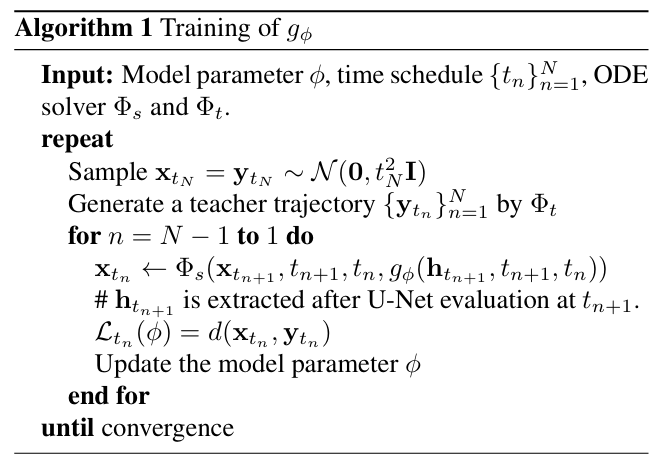 Algorithm 1 Training of $g_\phi$
Input: Model parameter $\phi$, time schedule $\{t_n\}_{n=1}^N$, ODE
solver $\Phi_s$ and $\Phi_t$.
repeat
Sample $\mathbf{x}_{t_N} = \mathbf{y}_{t_N} \sim \mathcal{N}(\mathbf{0}, t_N^2 \mathbf{I})$
Generate a teacher trajectory $\{\mathbf{y}_{t_n}\}_{n=1}^N$ by $\Phi_t$
for $n = N - 1$ to 1 do
$\mathbf{x}_{t_n} \leftarrow \Phi_s(\mathbf{x}_{t_{n+1}}, t_{n+1}, t_n, g_\phi(\mathbf{h}_{t_{n+1}}, t_{n+1}, t_n))$
# $\mathbf{h}_{t_{n+1}}$ is extracted after U-Net evaluation at $t_{n+1}$.
$\mathcal{L}_{t_n}(\phi) = d(\mathbf{x}_{t_n}, \mathbf{y}_{t_n})$
Update the model parameter $\phi$
end for
until convergence